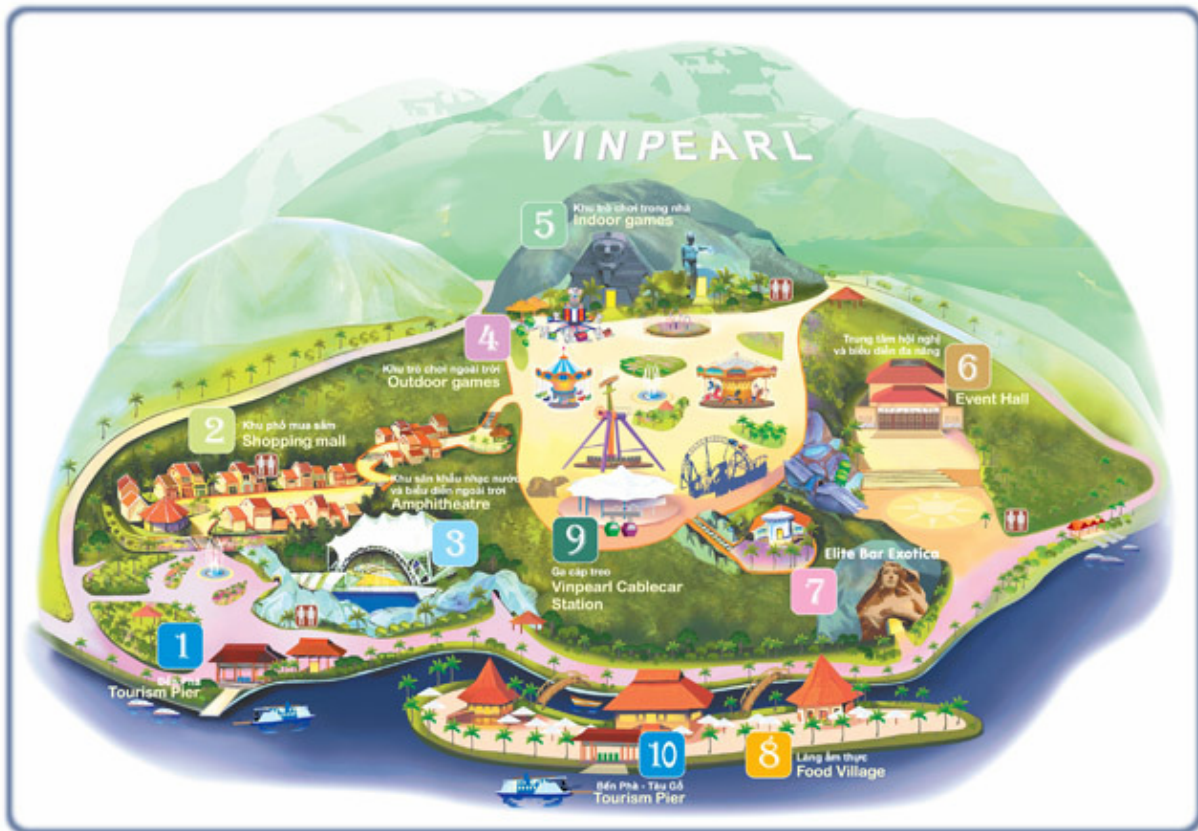 VINPEARL
5
Khu trò chơi trong nhà
Indoor games
4
Khu trò chơi ngoài trời
Outdoor games
Trung tâm hội nghị
và biểu diễn đa năng
6
Event Hall
2
Khu phố mua sắm
Shopping mall
Khu sân khấu nhạc nước
và biểu diễn ngoài trời
Amphitheatre
3
9
Ga cáp treo
Vinpearl Cablecar
Station
Elite Bar Exotica
7
1
Bến Phà
Tourism Pier
10
Bến Phà - Tàu Gỗ
Tourism Pier
8
Làng ẩm thực
Food Village